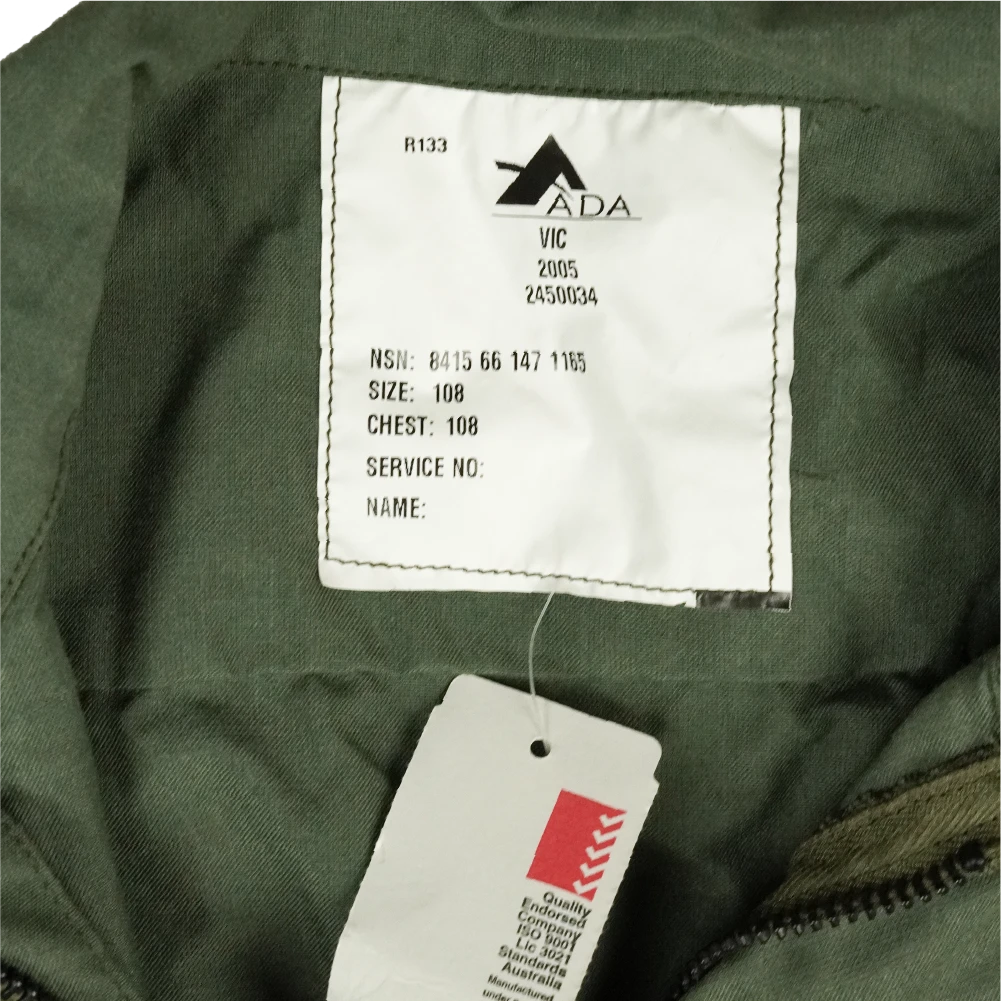 R133
ADA
VIC
2005
2450034
NSN: 8415 66 147 1165
SIZE: 108
CHEST: 108
SERVICE NO:
NAME:
Quality
Endorsed
Company
ISO 9001
Lic 3021
Standards
Australia
Manufactured
under